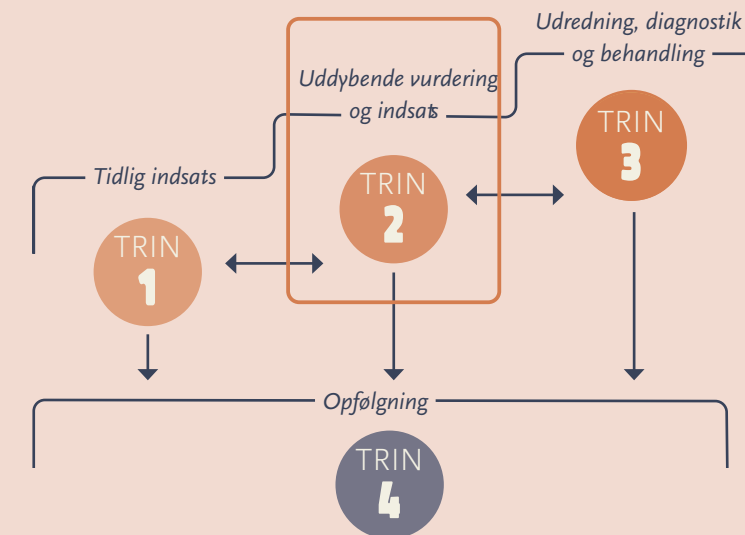 Udredning, diagnostik
og behandling
Uddybende vurdering
og indsats
Tidlig indsats
TRIN
3
TRIN
2
TRIN
1
Opfølgning
TRIN
4